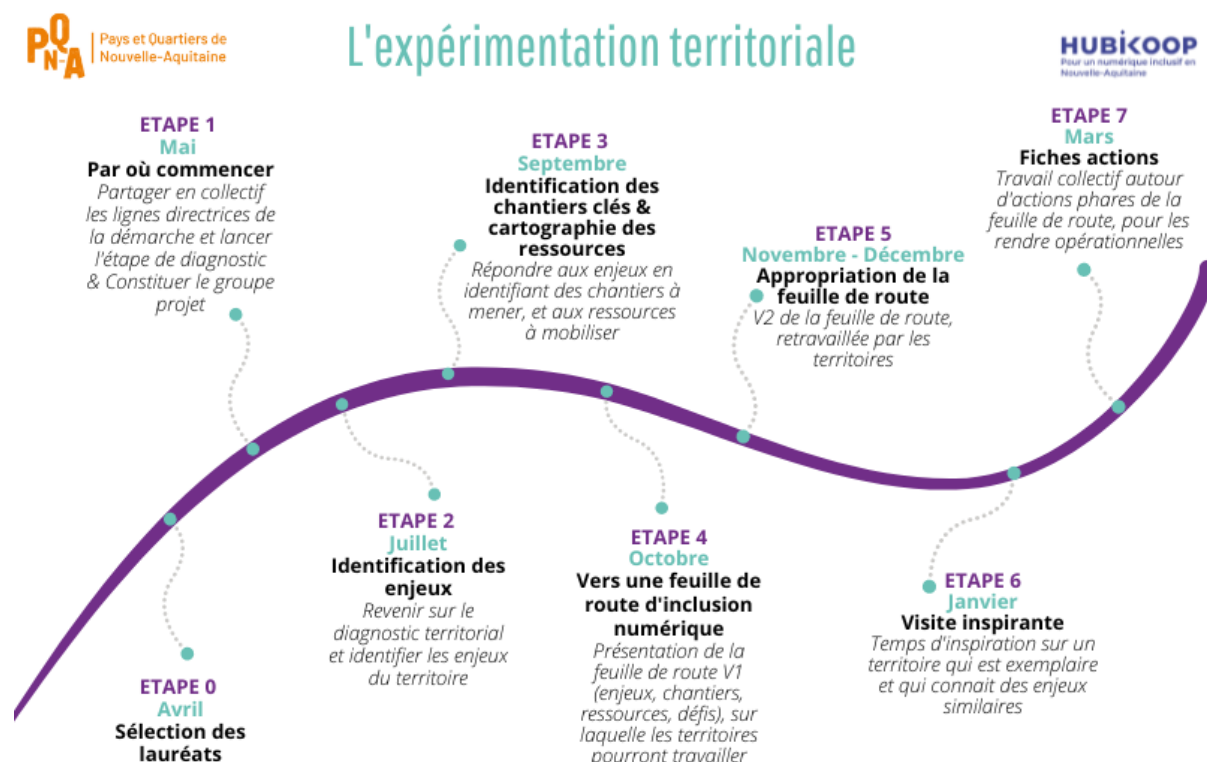 PQN-A
Pays et Quartiers de
Nouvelle-Aquitaine
L'expérimentation territoriale
HUBIKOOP
Pour un numérique inclusif en
Nouvelle-Aquitaine
ETAPE 0
Avril
Sélection des
lauréats
ETAPE 1
Mai
Par où commencer
Partager en collectif
les lignes directrices de
la démarche et lancer
l'étape de diagnostic
& Constituer le groupe
projet
ETAPE 2
Juillet
Identification des
enjeux
Revenir sur le
diagnostic territorial
et identifier les enjeux
du territoire
ETAPE 3
Septembre
Identification des
chantiers clés &
cartographie des
ressources
Répondre aux enjeux en
identifiant des chantiers à
mener, et aux ressources
à mobiliser
ETAPE 4
Octobre
Vers une feuille de
route d'inclusion
numérique
Présentation de la
feuille de route V1
(enjeux, chantiers,
ressources, défis), sur
laquelle les territoires
pourront travailler
ETAPE 5
Novembre - Décembre
Appropriation de la
feuille de route
V2 de la feuille de route,
retravaillée par les
territoires
ETAPE 6
Janvier
Visite inspirante
Temps d'inspiration sur un
territoire qui est exemplaire
et qui connait des enjeux
similaires
ETAPE 7
Mars
Fiches actions
Travail collectif autour
d'actions phares de la
feuille de route, pour les
rendre opérationnelles